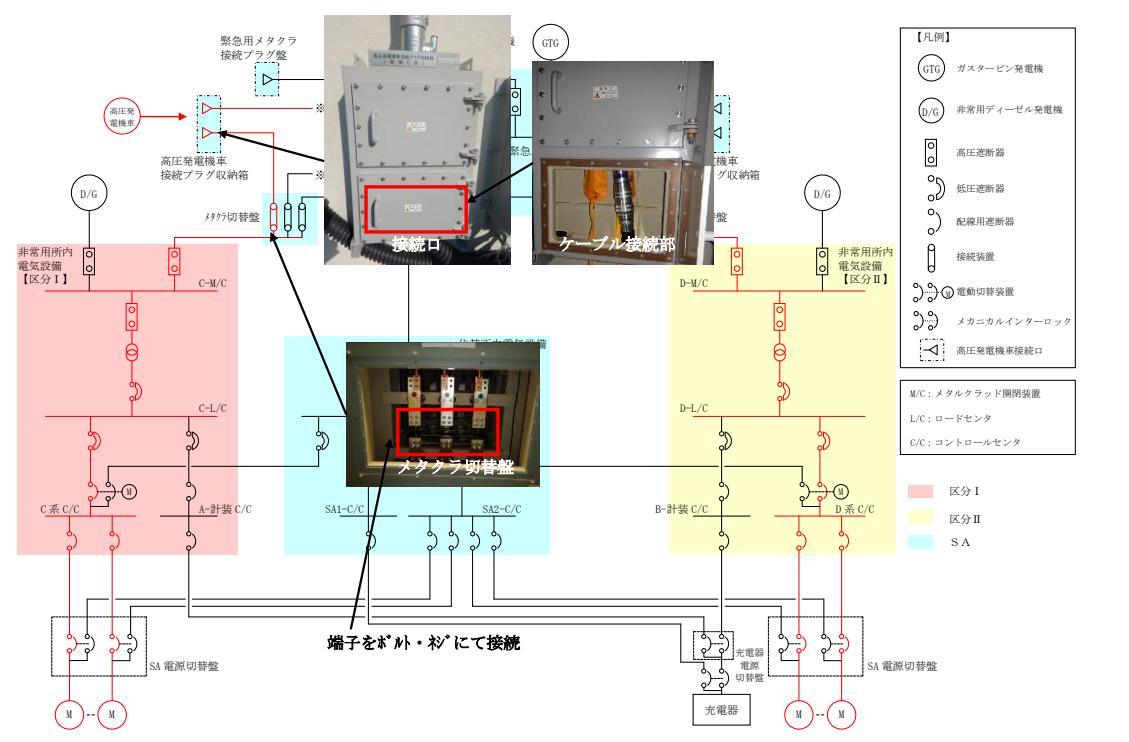 緊急用メタクラ
接続プラグ盤
GTG
高圧発
電機車
※
高圧発電機車
接続プラグ収納箱
※
D/G
メタクラ切替盤
接続口
ケーブル接続部
緊急
機車
グ収納箱
替盤
D/G
非常用所内
電気設備
【区分Ⅰ】
C-M/C
D-M/C
非常用所内
電気設備
【区分Ⅱ】
C-L/C
D-L/C
メタクラ切替盤
M
M
C 系 C/C
A-計装 C/C
SA1-C/C
SA2-C/C
B-計装 C/C
D 系 C/C
端子をボルト・ネジにて接続
SA 電源切替盤
充電器
電源
切替盤
SA 電源切替盤
M
M
充電器
M
M
【凡例】
GTG
ガスタービン発電機
D/G
非常用ディーゼル発電機
高圧遮断器
低圧遮断器
配線用遮断器
接続装置
M
電動切替装置
メカニカルインターロック
高圧発電機車接続口
M/C：メタルクラッド開閉装置
L/C：ロードセンタ
C/C：コントロールセンタ
区分Ⅰ
区分Ⅱ
ＳＡ